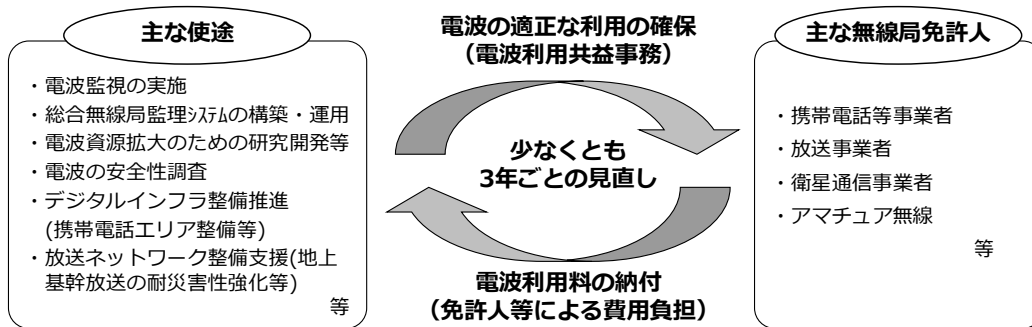 主な使途
・電波監視の実施
・総合無線局監理ｼｽﾃﾑの構築・運用
・電波資源拡大のための研究開発等
・電波の安全性調査
・デジタルインフラ整備推進
(携帯電話エリア整備等)
・放送ネットワーク整備支援(地上
基幹放送の耐災害性強化等)
等
電波の適正な利用の確保
（電波利用共益事務）
少なくとも
3年ごとの見直し
電波利用料の納付
（免許人等による費用負担）
主な無線局免許人
・携帯電話等事業者
・放送事業者
・衛星通信事業者
・アマチュア無線
等